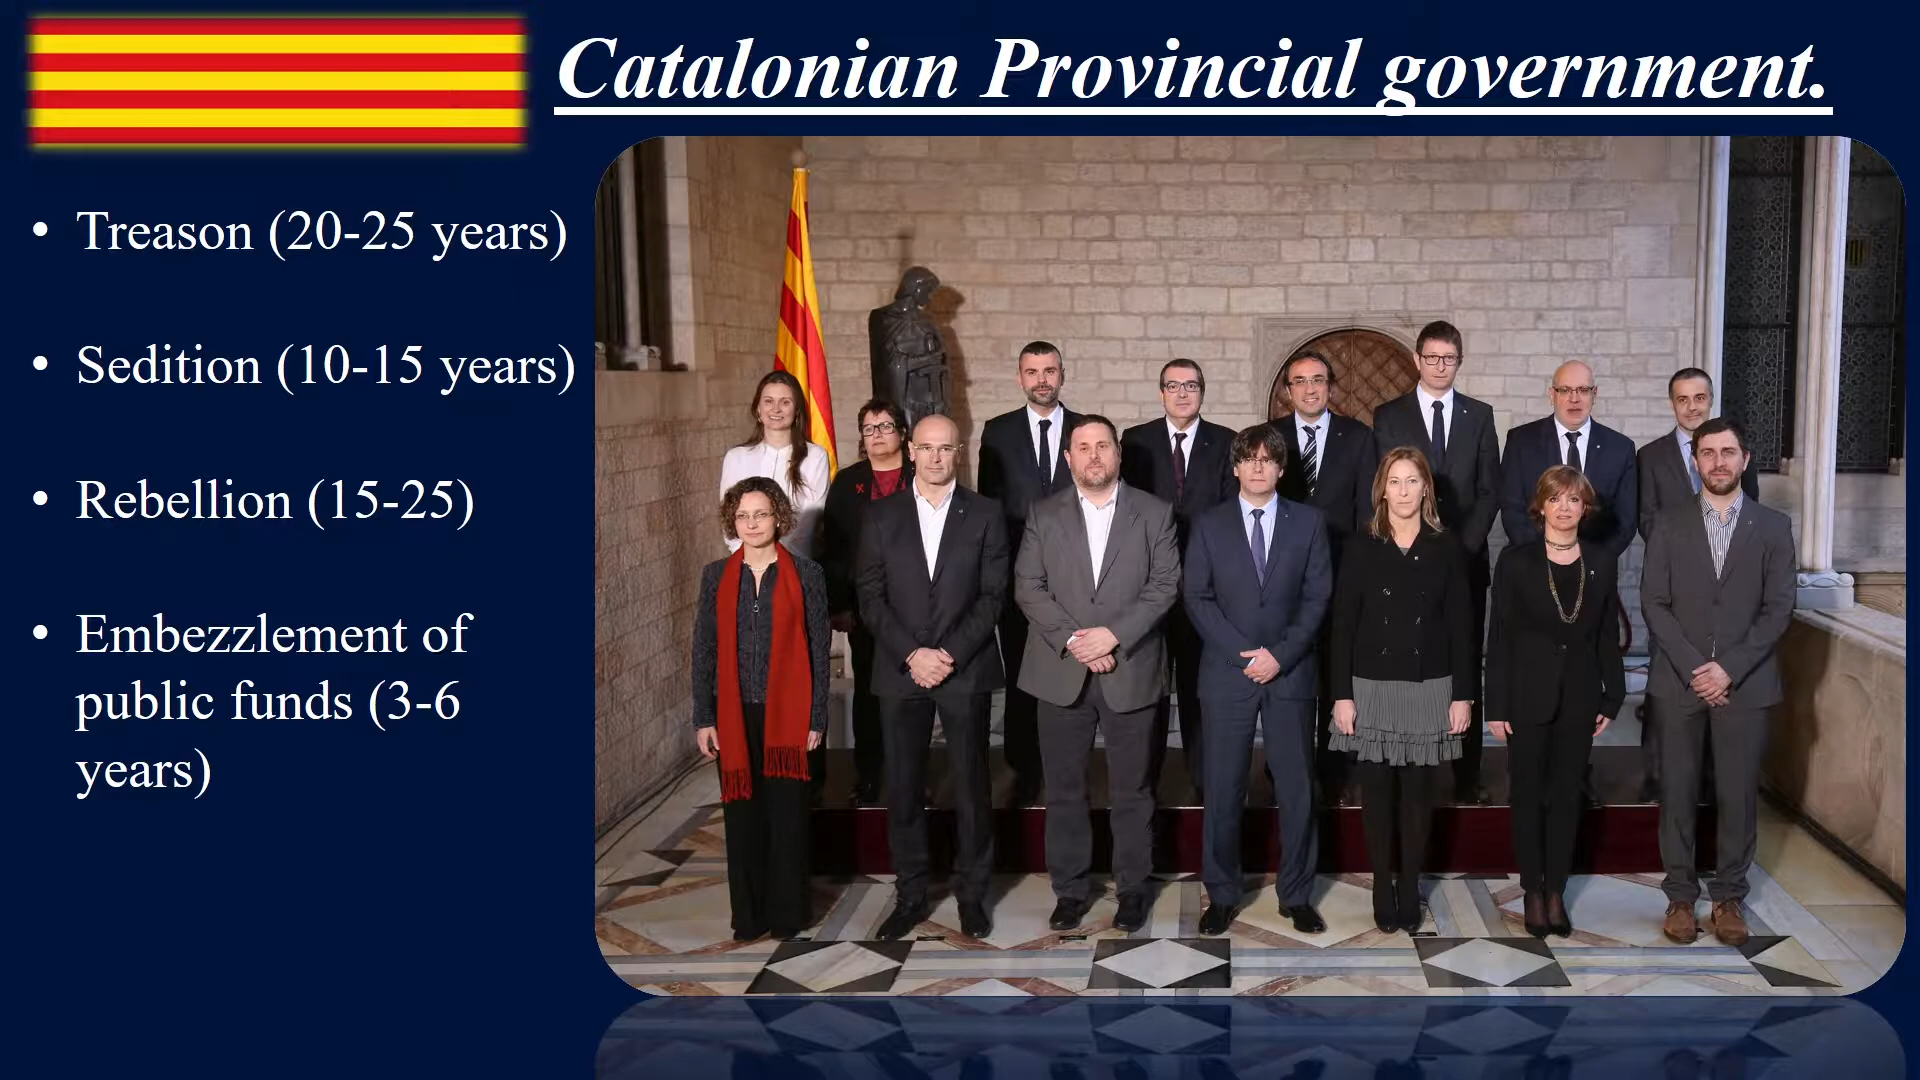 Catalonian Provincial government.
• Treason (20-25 years)
• Sedition (10-15 years)
• Rebellion (15-25)
• Embezzlement of
public funds (3-6
years)